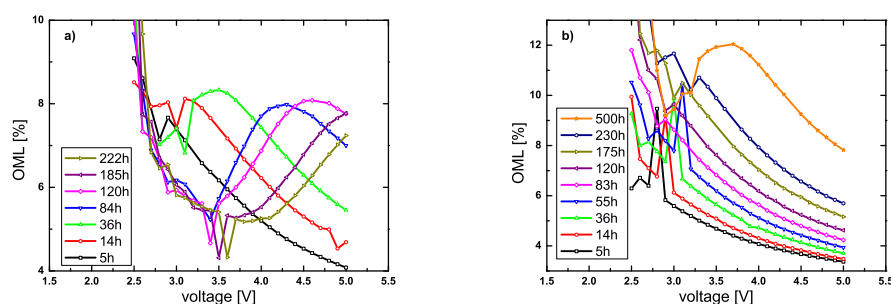 a)
OML [%]
10
8
6
4
222h
185h
120h
84h
36h
14h
5h
1.5 2.0 2.5 3.0 3.5 4.0 4.5 5.0 5.5
voltage [V]
b)
OML [%]
12
10
8
6
4
500h
230h
175h
120h
83h
55h
36h
14h
5h
1.5 2.0 2.5 3.0 3.5 4.0 4.5 5.0 5.5
voltage [V]